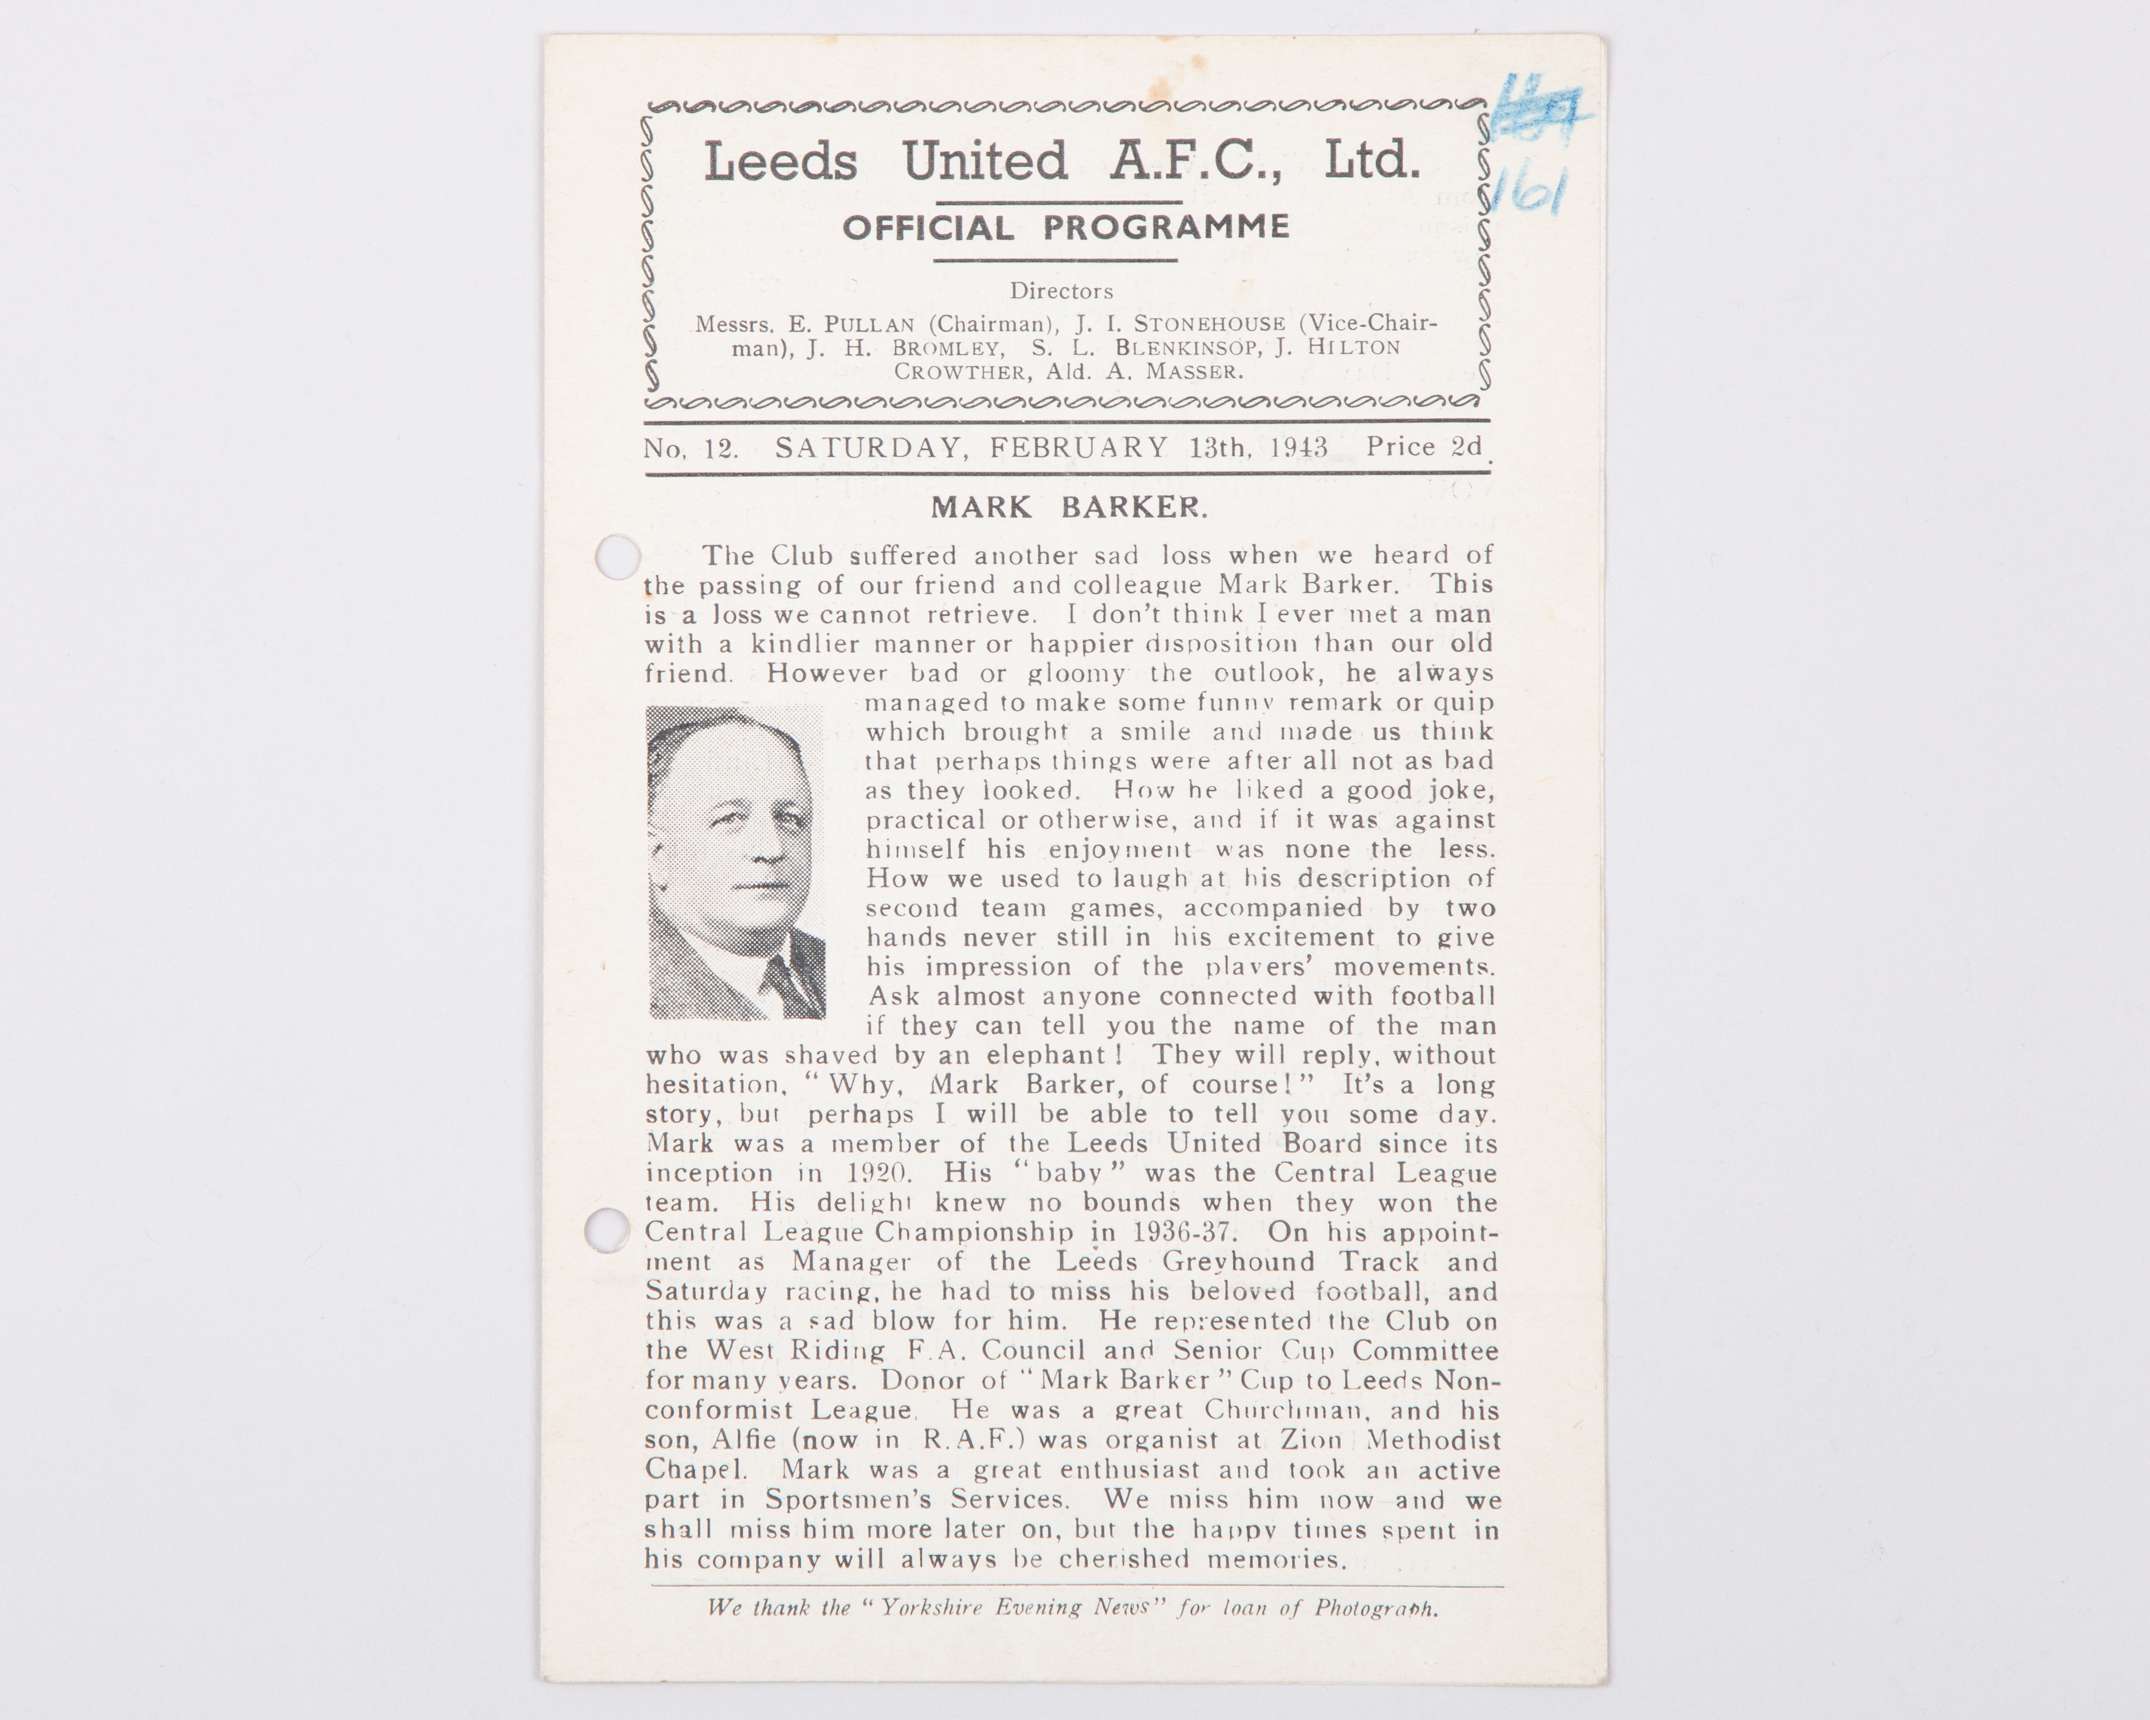 Leeds United A.F.C., Ltd.
161
OFFICIAL PROGRAMME
Directors
Messrs. E. PULLAN (Chairman), J. I. STONEHOUSE (Vice-Chair-
man), J. H. BROMLEY, S. L. BLENKINSOP, J. HILTON
CROWTHER, Ald. A. MASSER.
No. 12. SATURDAY, FEBRUARY 13th, 1943 Price 2d.
MARK BARKER.
The Club suffered another sad loss when we heard of
the passing of our friend and colleague Mark Barker. This
is a loss we cannot retrieve. I don't think I ever met a man
with a kindlier manner or happier disposition than our old
friend. However bad or gloomy the outlook, he always
managed to make some funny remark or quip
which brought a smile and made us think
that perhaps things were after all not as bad
as they looked. How he liked a good joke,
practical or otherwise, and if it was against
himself his enjoyment was none the less.
How we used to laugh at his description of
second team games, accompanied by two
hands never still in his excitement to give
his impression of the players' movements.
Ask almost anyone connected with football
if they can tell you the name of the man
who was shaved by an elephant! They will reply, without
hesitation, "Why, Mark Barker, of course!" It's a long
story, but perhaps I will be able to tell you some day.
Mark was a member of the Leeds United Board since its
inception in 1920. His "baby" was the Central League
team. His delight knew no bounds when they won the
Central League Championship in 1936-37. On his appoint-
ment as Manager of the Leeds Greyhound Track and
Saturday racing, he had to miss his beloved football, and
this was a sad blow for him. He represented the Club on
the West Riding F.A. Council and Senior Cup Committee
for many years. Donor of "Mark Barker" Cup to Leeds Non-
conformist League. He was a great Churchman, and his
son, Alfie (now in R.A.F.) was organist at Zion Methodist
Chapel. Mark was a great enthusiast and took an active
part in Sportsmen's Services. We miss him now and we
shall miss him more later on, but the happy times spent in
his company will always be cherished memories.
We thank the "Yorkshire Evening News" for loan of Photograph.